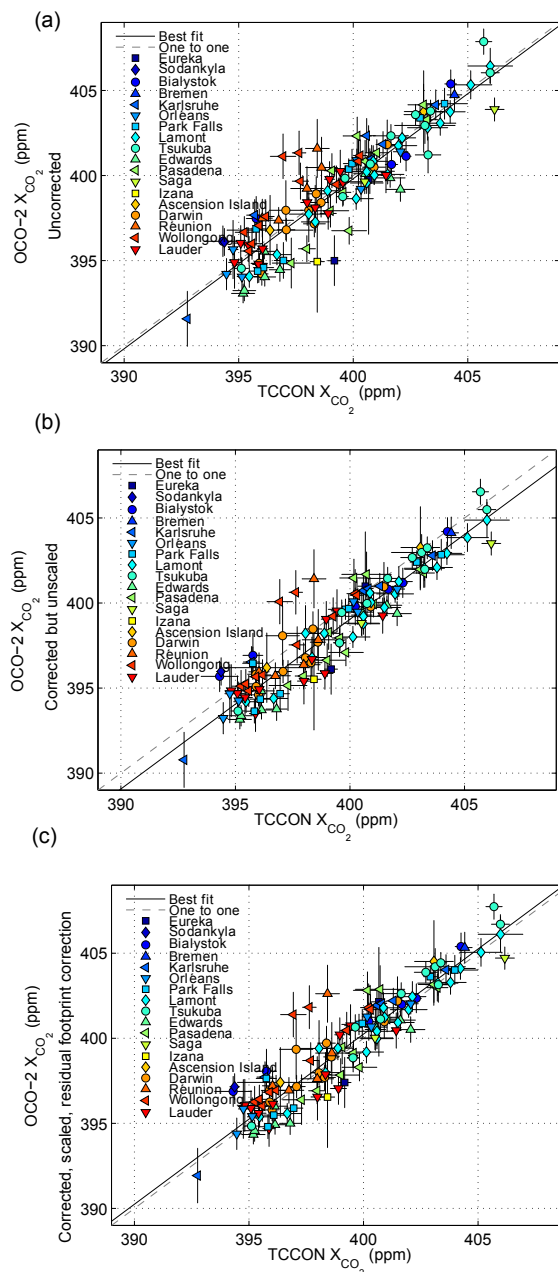 (a)
Best fit
One to one
Eureka
Sodankyla
Bialystok
Bremen
Karlsruhe
Orléans
Park Falls
Lamont
Tsukuba
Edwards
Pasadena
Saga
Izana
Ascension Island
Darwin
Réunion
Wollongong
Lauder
405
400
395
390
OCO−2 XCO2 (ppm)
Uncorrected
390 395 400 405
TCCON XCO2 (ppm)
(b)
Best fit
One to one
Eureka
Sodankyla
Bialystok
Bremen
Karlsruhe
Orléans
Park Falls
Lamont
Tsukuba
Edwards
Pasadena
Saga
Izana
Ascension Island
Darwin
Réunion
Wollongong
Lauder
405
400
395
390
OCO−2 XCO2 (ppm)
Corrected but unscaled
390 395 400 405
TCCON XCO2 (ppm)
(c)
Best fit
One to one
Eureka
Sodankyla
Bialystok
Bremen
Karlsruhe
Orléans
Park Falls
Lamont
Tsukuba
Edwards
Pasadena
Saga
Izana
Ascension Island
Darwin
Réunion
Wollongong
Lauder
405
400
395
390
OCO−2 XCO2 (ppm)
Corrected, scaled, residual footprint correction
390 395 400 405
TCCON XCO2 (ppm)